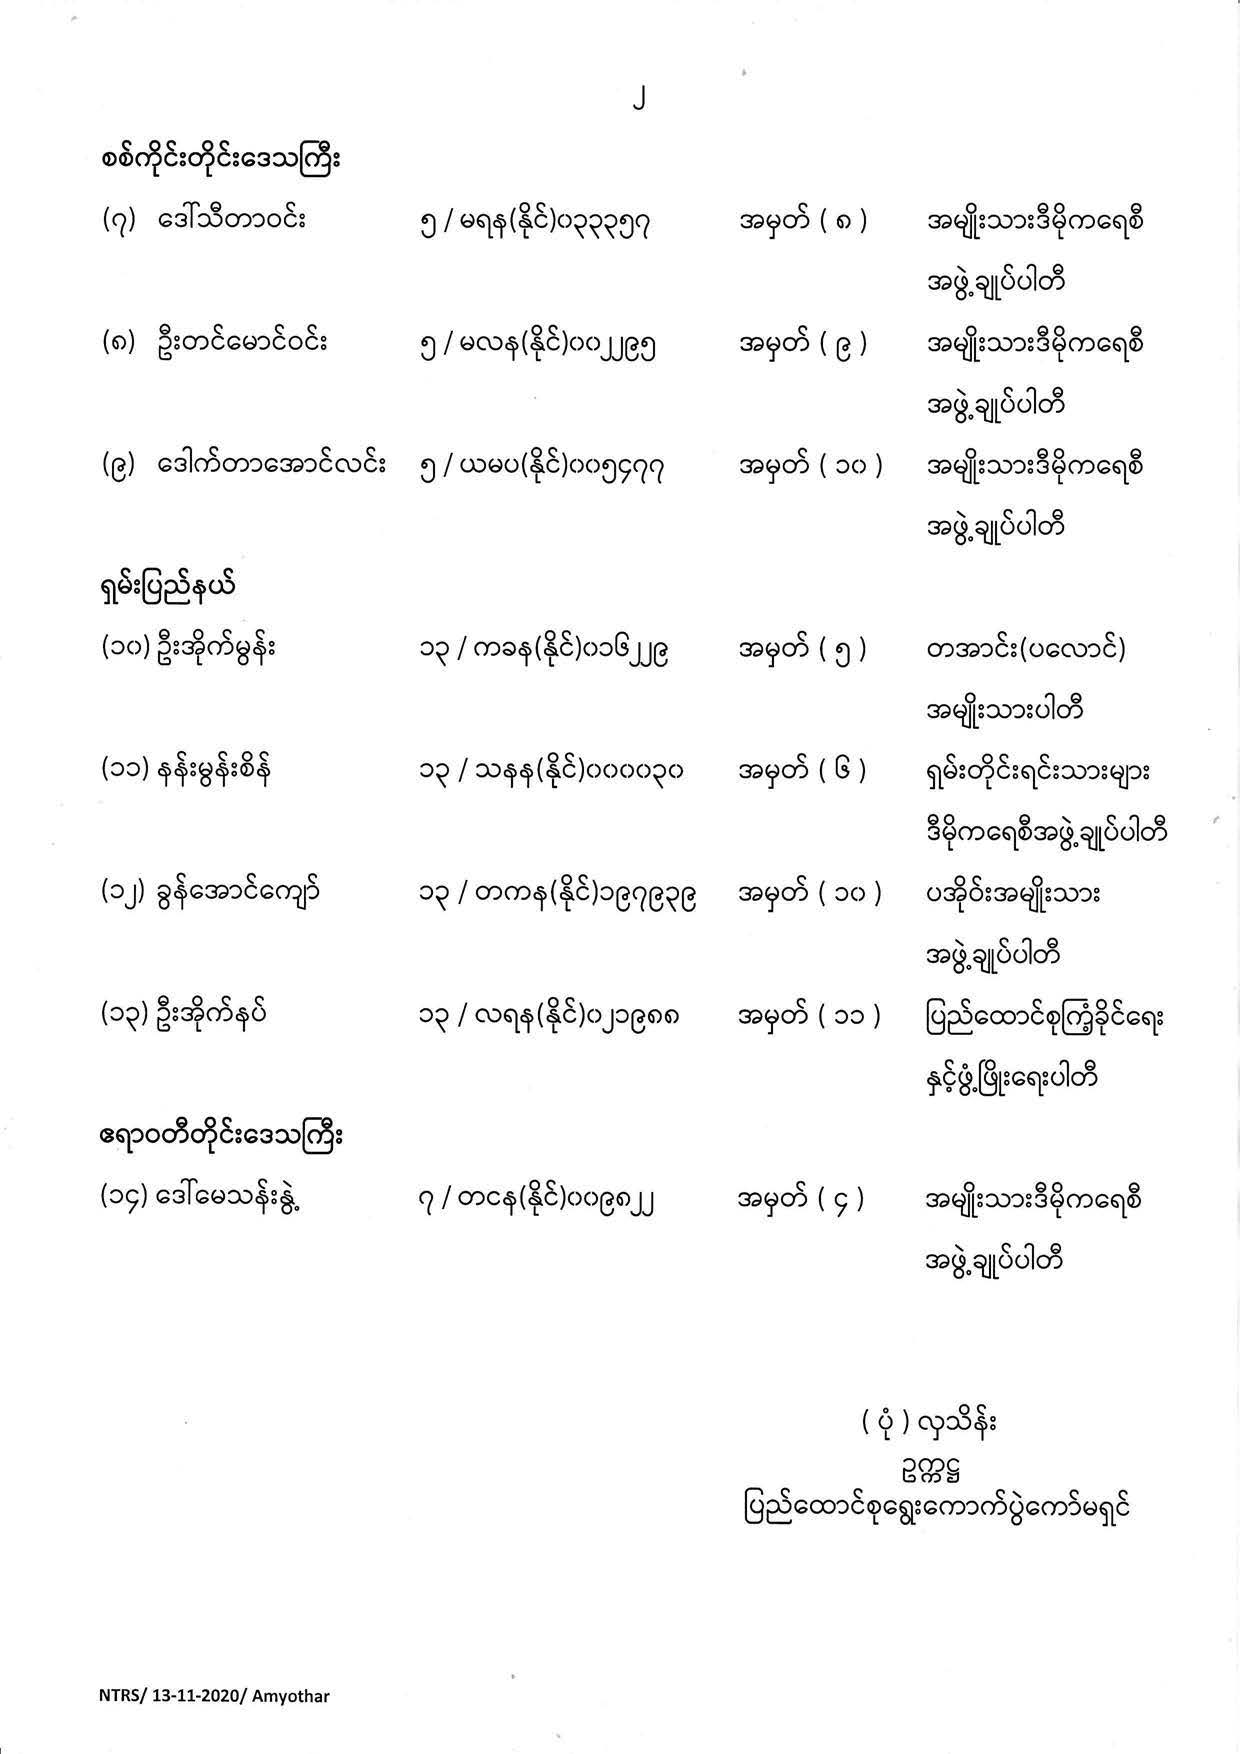 ၂
စစ်ကိုင်းတိုင်းဒေသကြီး
(၇) ဒေါ်သီတာဝင်း ၅ / မရန(နိုင်)၀၃၃၃၅၇ အမှတ် ( ၈ ) အမျိုးသားဒီမိုကရေစီ
အဖွဲ့ချုပ်ပါတီ
(၈) ဦးတင်မောင်ဝင်း ၅ / မလန(နိုင်)၀၀၂၂၉၅ အမှတ် ( ၉ ) အမျိုးသားဒီမိုကရေစီ
အဖွဲ့ချုပ်ပါတီ
(၉) ဒေါက်တာအောင်လင်း ၅ / ယမပ(နိုင်)၀၀၅၄၇၇ အမှတ် ( ၁၀ ) အမျိုးသားဒီမိုကရေစီ
အဖွဲ့ချုပ်ပါတီ
ရှမ်းပြည်နယ်
(၁၀) ဦးအိုက်မွန်း ၁၃ / ကခန(နိုင်)၀၁၆၂၂၉ အမှတ် ( ၅ ) တအာင်း(ပလောင်)
အမျိုးသားပါတီ
(၁၁) နန်းမွန်းစိန် ၁၃ / သနန(နိုင်)၀၀၀၀၃၀ အမှတ် ( ၆ ) ရှမ်းတိုင်းရင်းသားများ
ဒီမိုကရေစီအဖွဲ့ချုပ်ပါတီ
(၁၂) ခွန်အောင်ကျော် ၁၃ / တကန(နိုင်)၁၉၇၉၃၉ အမှတ် ( ၁၀ ) ပအိုဝ်းအမျိုးသား
အဖွဲ့ချုပ်ပါတီ
(၁၃) ဦးအိုက်နပ် ၁၃ / လရန(နိုင်)၀၂၁၉၈၈ အမှတ် ( ၁၁ ) ပြည်ထောင်စုကြံ့ခိုင်ရေး
နှင့်ဖွံ့ဖြိုးရေးပါတီ
ဧရာဝတီတိုင်းဒေသကြီး
(၁၄) ဒေါ်မေသန်းနွဲ့ ၇ / တငန(နိုင်)၀၀၉၈၂၂ အမှတ် ( ၄ ) အမျိုးသားဒီမိုကရေစီ
အဖွဲ့ချုပ်ပါတီ
( ပုံ ) လှသိန်း
ဥက္ကဋ္ဌ
ပြည်ထောင်စုရွေးကောက်ပွဲကော်မရှင်
NTRS/ 13-11-2020/ Amyothar